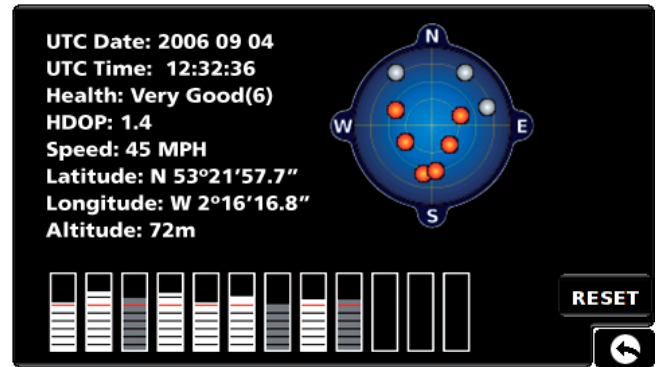 UTC Date: 2006 09 04
UTC Time: 12:32:36
Health: Very Good(6)
HDOP: 1.4
Speed: 45 MPH
Latitude: N 53º21’57.7”
Longitude: W 2º16’16.8”
Altitude: 72m
N
W
E
S
RESET